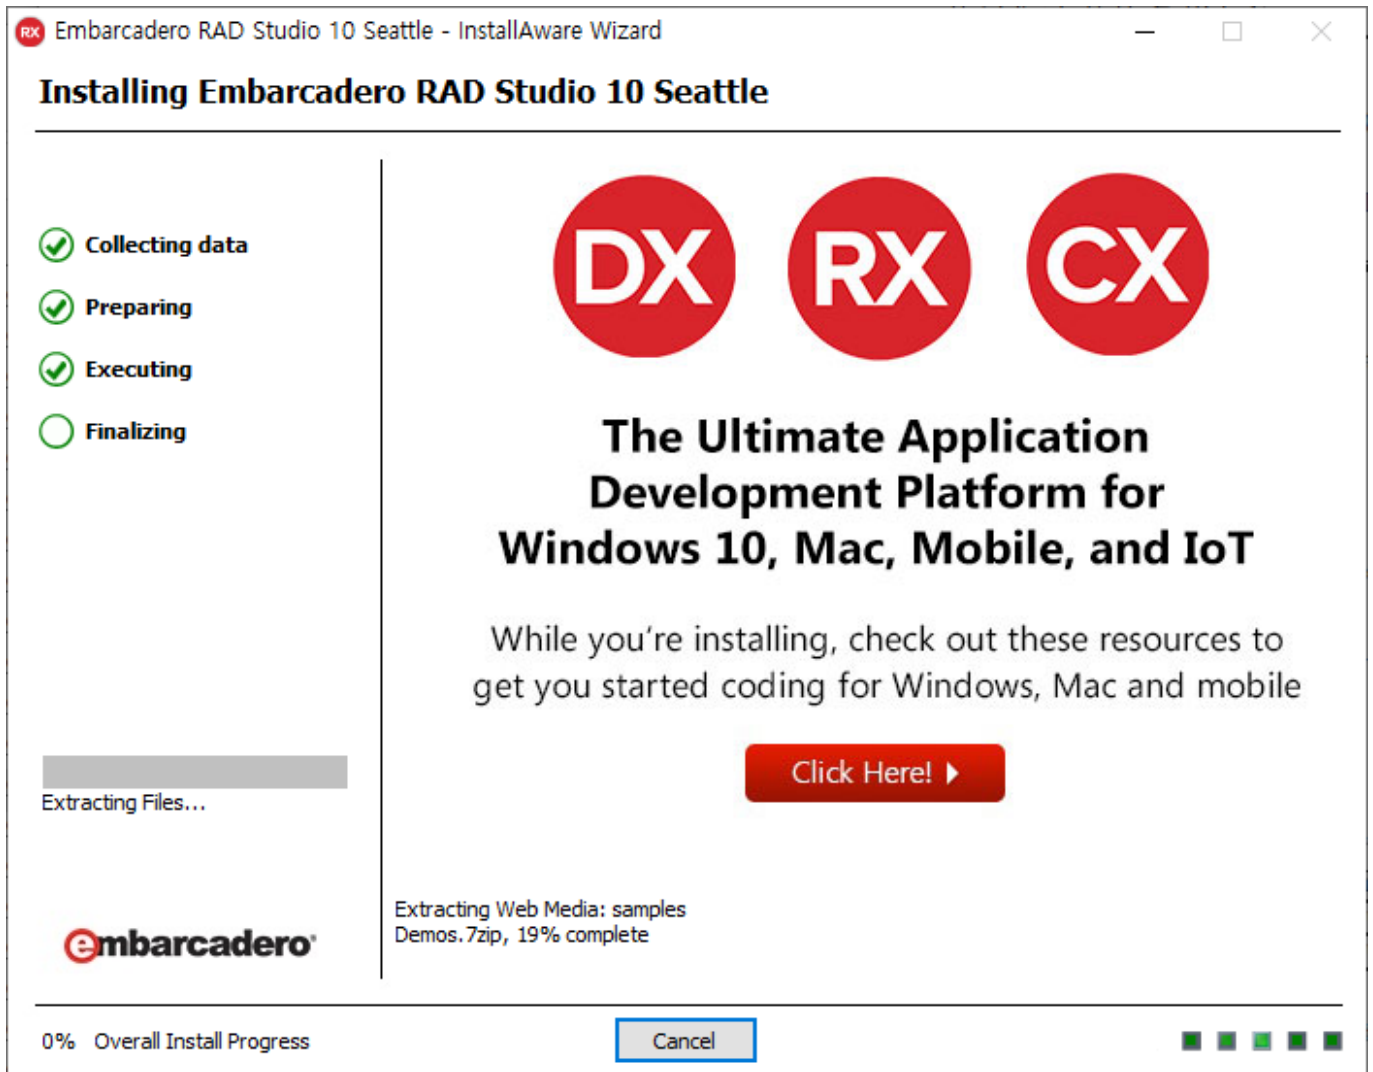 RX Embarcadero RAD Studio 10 Seattle - InstallAware Wizard
Installing Embarcadero RAD Studio 10 Seattle
Collecting data
Preparing
Executing
Finalizing
Extracting Files...
embarcadero
DX RX CX
The Ultimate Application
Development Platform for
Windows 10, Mac, Mobile, and IoT
While you're installing, check out these resources to
get you started coding for Windows, Mac and mobile
Click Here!
Extracting Web Media: samples
Demos.7zip, 19% complete
0% Overall Install Progress
Cancel